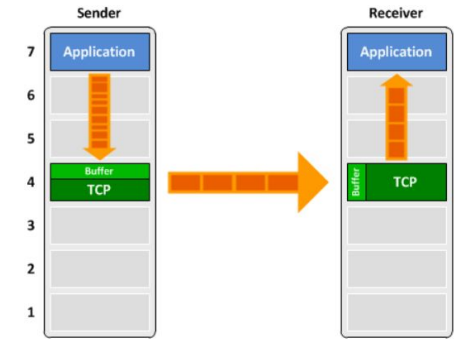 Sender
Receiver
7
Application
Application
6
5
4
Buffer
TCP
Buffer
TCP
3
2
1